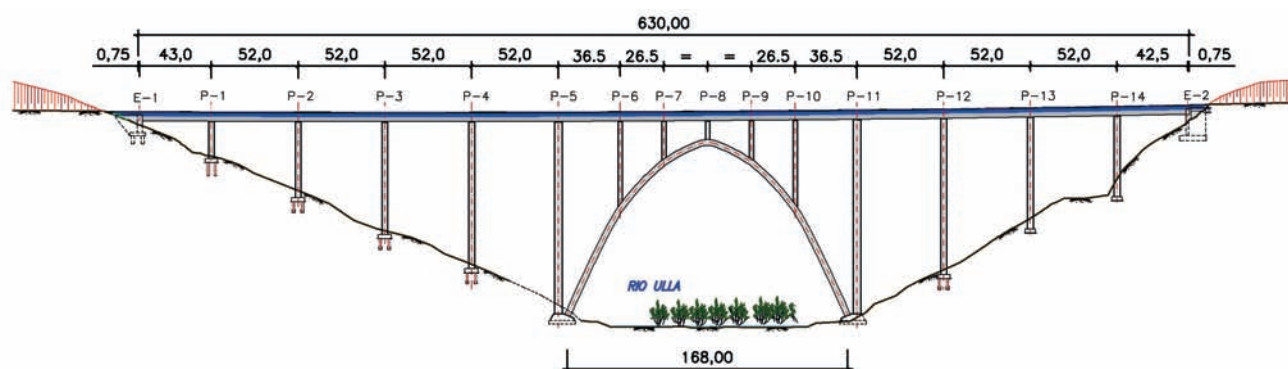 630,00
0,75 43,0 52,0 52,0 52,0 52,0 36.5 26.5 = = 26.5 36.5 52,0 52,0 52,0 42,5 0,75
E-1 P-1 P-2 P-3 P-4 P-5 P-6 P-7 P-8 P-9 P-10 P-11 P-12 P-13 P-14 E-2
RIO ULLA
168,00